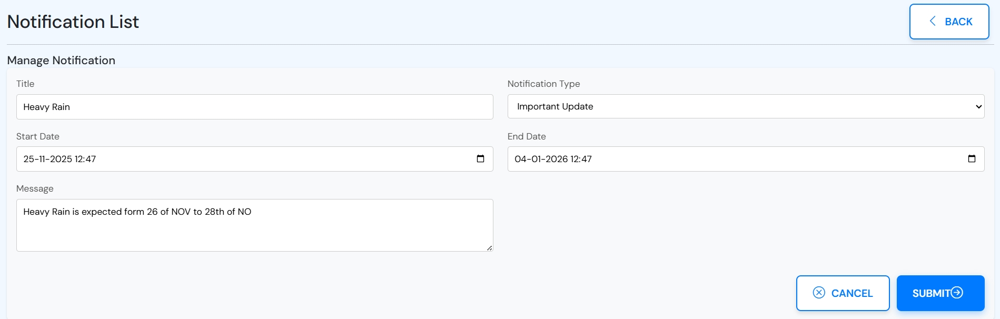 Notification List
BACK
Manage Notification
Title
Notification Type
Heavy Rain
Important Update
Start Date
End Date
25-11-2025 12:47
04-01-2026 12:47
Message
Heavy Rain is expected form 26 of NOV to 28th of NO
CANCEL
SUBMIT